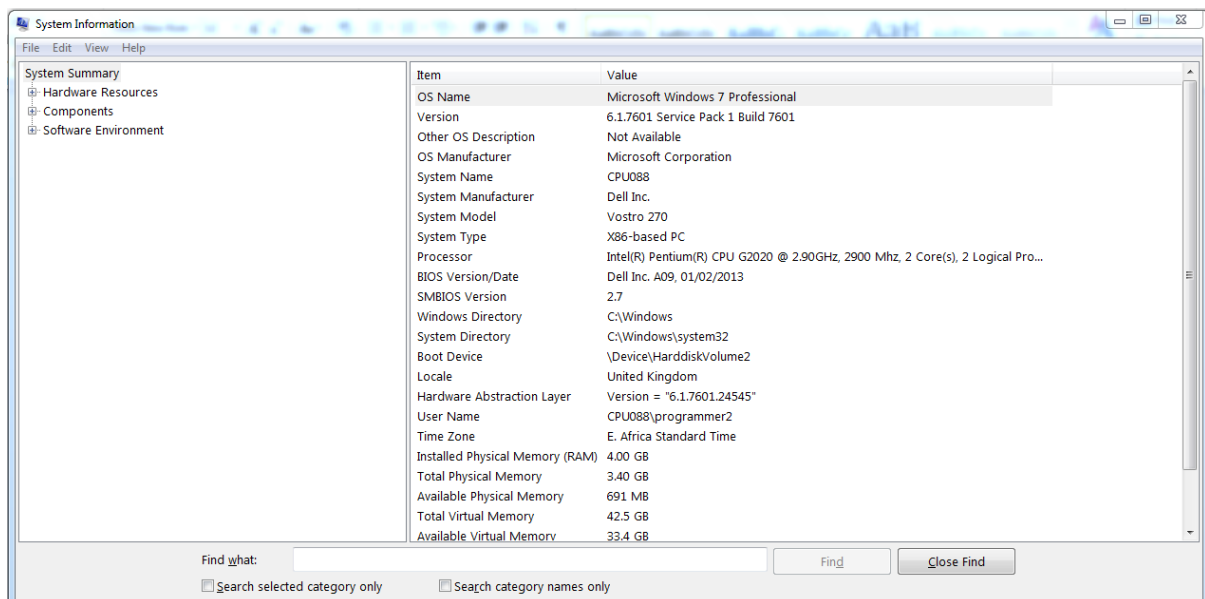 System Information
File Edit View Help
System Summary
Hardware Resources
Components
Software Environment
Item Value
OS Name Microsoft Windows 7 Professional
Version 6.1.7601 Service Pack 1 Build 7601
Other OS Description Not Available
OS Manufacturer Microsoft Corporation
System Name CPU088
System Manufacturer Dell Inc.
System Model Vostro 270
System Type X86-based PC
Processor Intel(R) Pentium(R) CPU G2020 @ 2.90GHz, 2900 Mhz, 2 Core(s), 2 Logical Pro...
BIOS Version/Date Dell Inc. A09, 01/02/2013
SMBIOS Version 2.7
Windows Directory C:\Windows
System Directory C:\Windows\system32
Boot Device \Device\HarddiskVolume2
Locale United Kingdom
Hardware Abstraction Layer Version = "6.1.7601.24545"
User Name CPU088\programmer2
Time Zone E. Africa Standard Time
Installed Physical Memory (RAM) 4.00 GB
Total Physical Memory 3.40 GB
Available Physical Memory 691 MB
Total Virtual Memory 42.5 GB
Available Virtual Memory 33.4 GB
Find what: Find Close Find
Search selected category only Search category names only